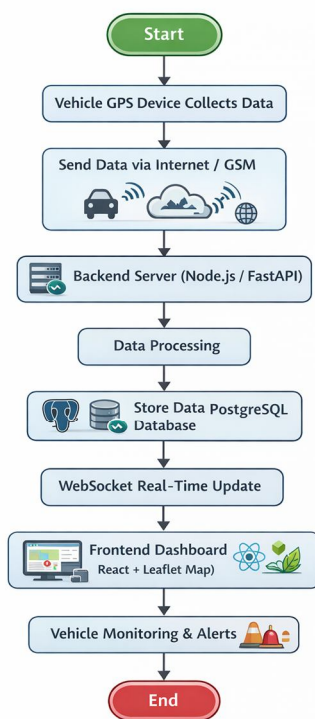 Start
Vehicle GPS Device Collects Data
Send Data via Internet / GSM
Backend Server (Node.js / FastAPI)
Data Processing
Store Data PostgreSQL
Database
WebSocket Real-Time Update
Frontend Dashboard
React + Leaflet Map)
Vehicle Monitoring & Alerts
End